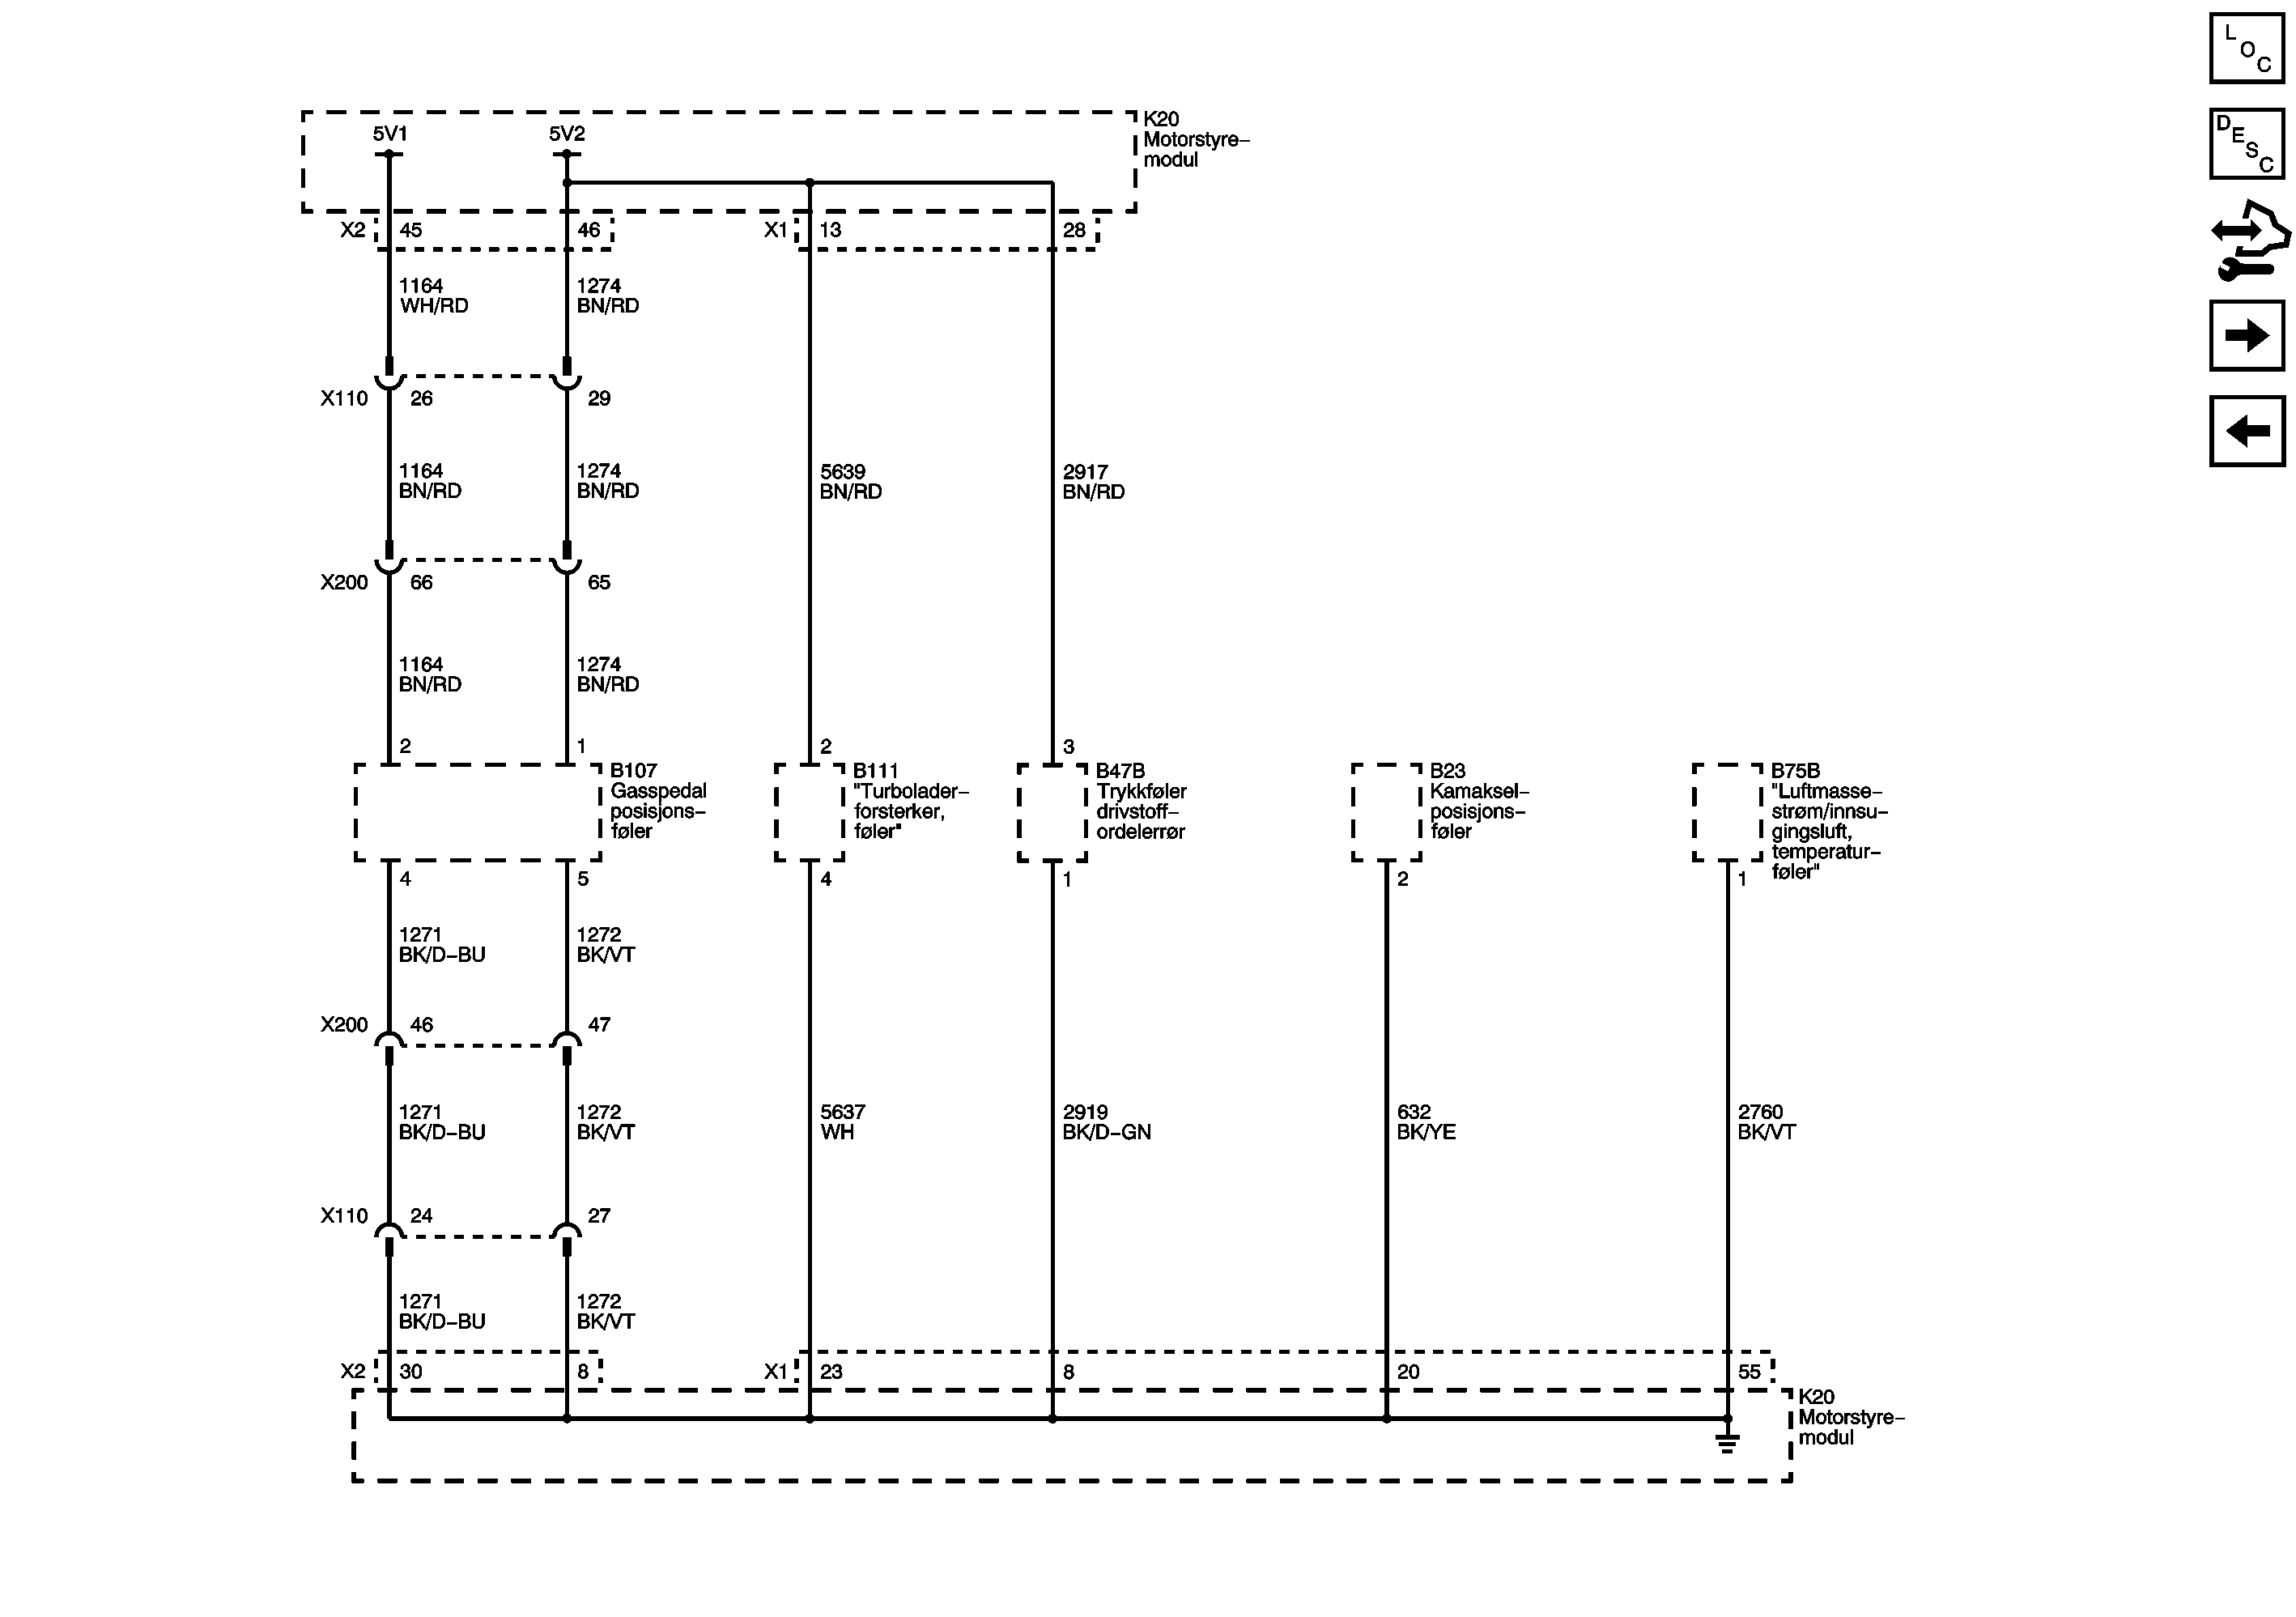 L
O
C
D
E
S
C
5V1
5V2
K20
Motorstyre–
modul
X2
45
46
X1
13
28
1164
WH/RD
1274
BN/RD
X110
26
29
1164
BN/RD
1274
BN/RD
5639
BN/RD
2917
BN/RD
X200
66
65
1164
BN/RD
1274
BN/RD
2
1
2
3
B107
Gasspedal
posisjons–
føler
B111
"Turbolader–
forsterker,
føler"
B47B
Trykkføler
drivstoff–
ordelerrør
B23
Kamaksel–
posisjons–
føler
B75B
"Luftmasse–
strøm/innsu–
gingsluft,
temperatur–
føler"
4
5
4
1
2
1
1271
BK/D–BU
1272
BK/VT
X200
46
47
1271
BK/D–BU
1272
BK/VT
5637
WH
2919
BK/D–GN
632
BK/YE
2760
BK/VT
X110
24
27
1271
BK/D–BU
1272
BK/VT
X2
30
8
X1
23
8
20
55
K20
Motorstyre–
modul